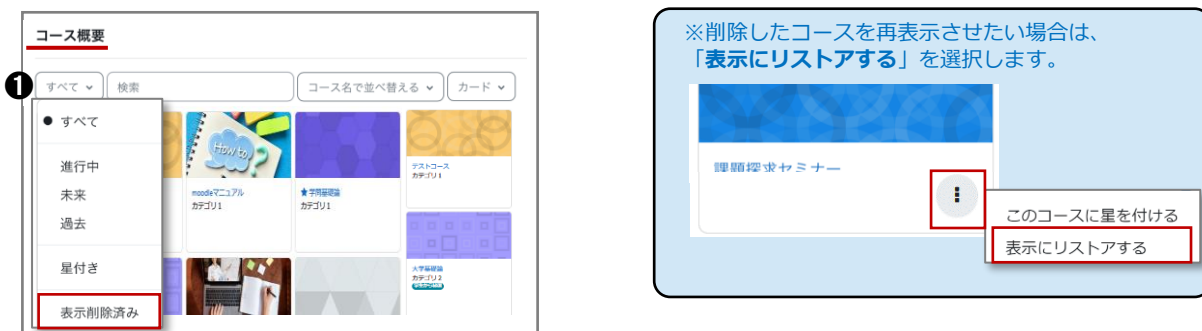 コース概要
❶
すべて
検索
コース名で並べ替える
カード
● すべて
進行中
未来
過去
星付き
表示削除済み
How to
?
moodleマニュアル
カテゴリ1
★学問基礎論
カテゴリ1
テストコース
カテゴリ1
大学基礎論
カテゴリ2
※削除したコースを再表示させたい場合は、
「表示にリストアする」を選択します。
課題探求セミナー
このコースに星を付ける
表示にリストアする